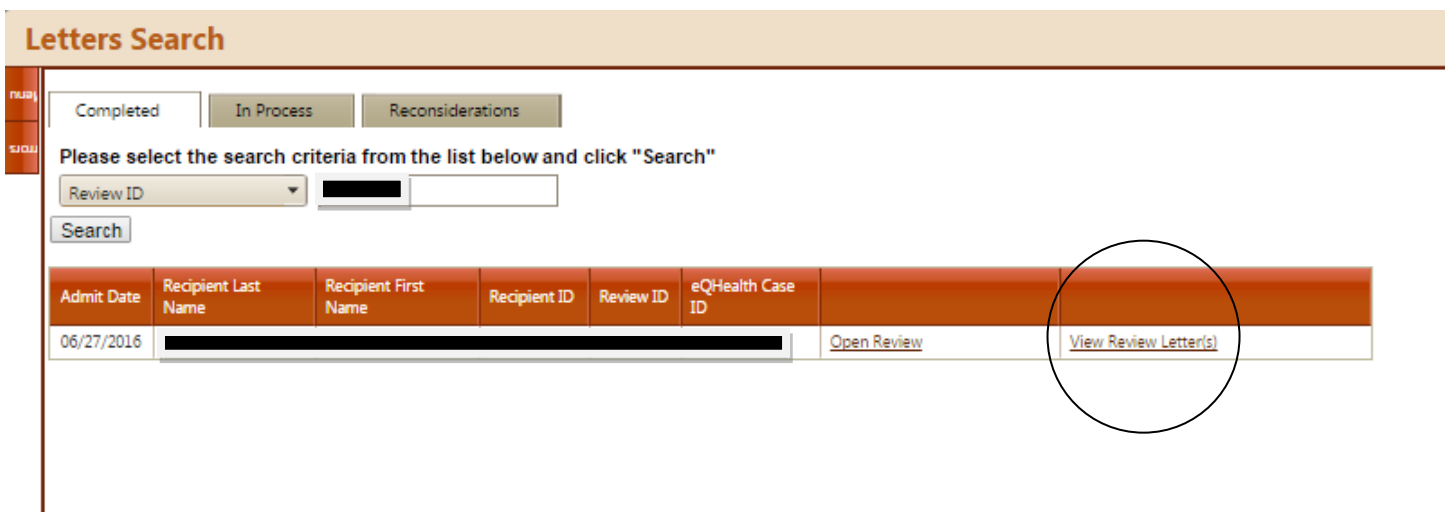 Letters Search
Completed In Process Reconsiderations
Please select the search criteria from the list below and click "Search"
Review ID
Search
Admit Date Recipient Last Name Recipient First Name Recipient ID Review ID eQHealth Case ID
06/27/2016 Open Review View Review Letter(s)